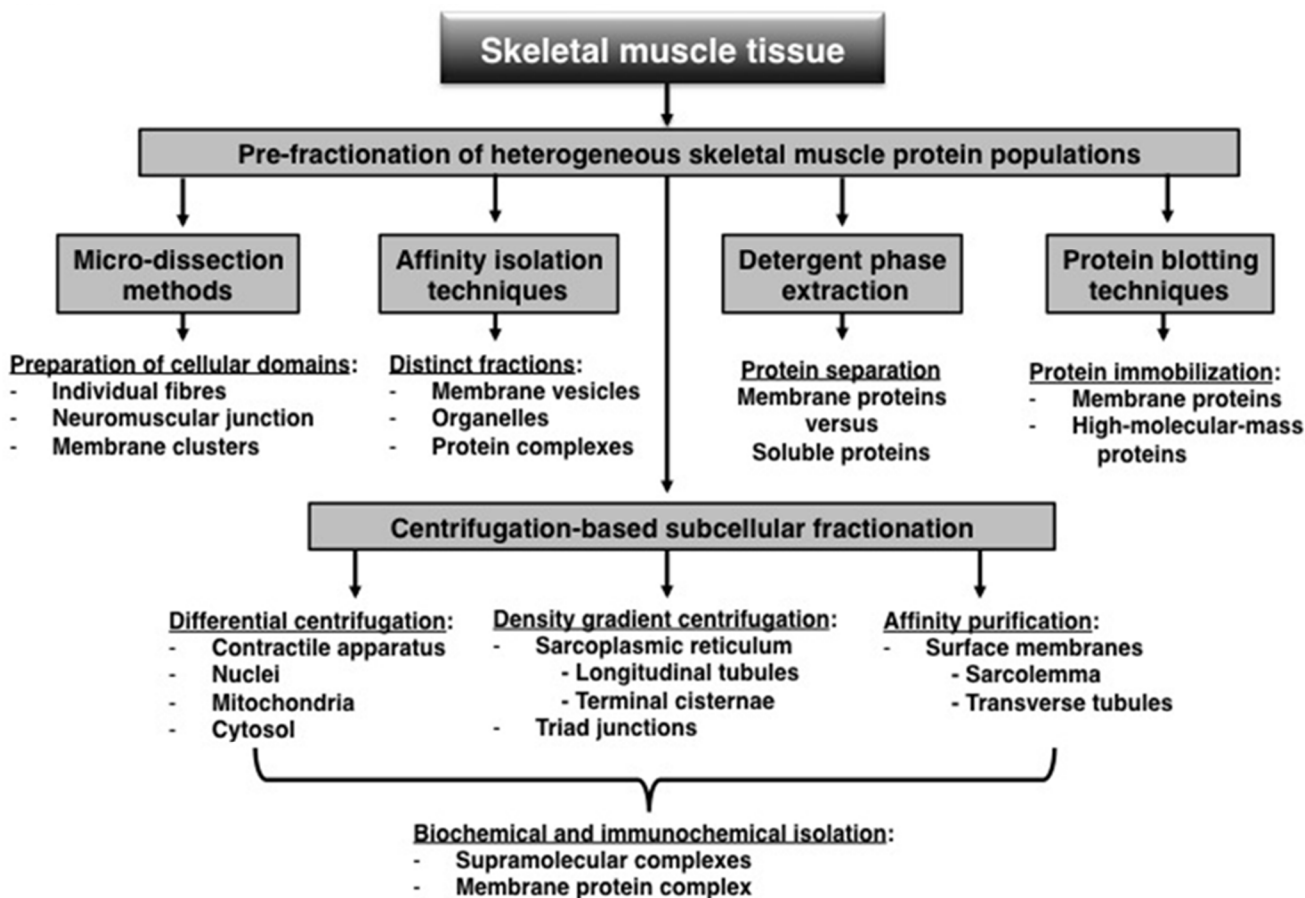 Skeletal muscle tissue
Pre-fractionation of heterogeneous skeletal muscle protein populations
Micro-dissection
methods
Affinity isolation
techniques
Detergent phase
extraction
Protein blotting
techniques
Preparation of cellular domains:
- Individual fibres
- Neuromuscular junction
- Membrane clusters
Distinct fractions:
- Membrane vesicles
- Organelles
- Protein complexes
Protein separation
Membrane proteins
versus
Soluble proteins
Protein immobilization:
- Membrane proteins
- High-molecular-mass
proteins
Centrifugation-based subcellular fractionation
Differential centrifugation:
- Contractile apparatus
- Nuclei
- Mitochondria
- Cytosol
Density gradient centrifugation:
- Sarcoplasmic reticulum
- Longitudinal tubules
- Terminal cisternae
- Triad junctions
Affinity purification:
- Surface membranes
- Sarcolemma
- Transverse tubules
Biochemical and immunochemical isolation:
- Supramolecular complexes
- Membrane protein complex